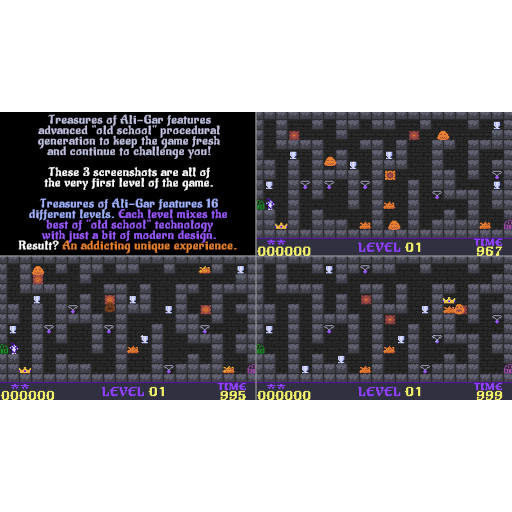 Treasures of Ali-Gar features
advanced "old school" procedural
generation to keep the game fresh
and continue to challenge you!
These 3 screenshots are all of
the very first level of the game.
Treasures of Ali-Gar features 16
different levels. Each level mixes the
best of "old school" technology
with just a bit of modern design.
Result? An addicting unique experience.
000000 LEVEL 01 TIME 967
000000 LEVEL 01 TIME 995
000000 LEVEL 01 TIME 999